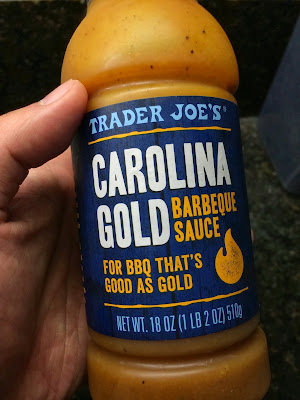 TRADER JOE'S®
CAROLINA
GOLD BARBEQUE
SAUCE
FOR BBQ THAT'S
GOOD AS GOLD
NET WT. 18 OZ (1 LB 2 OZ) 510g